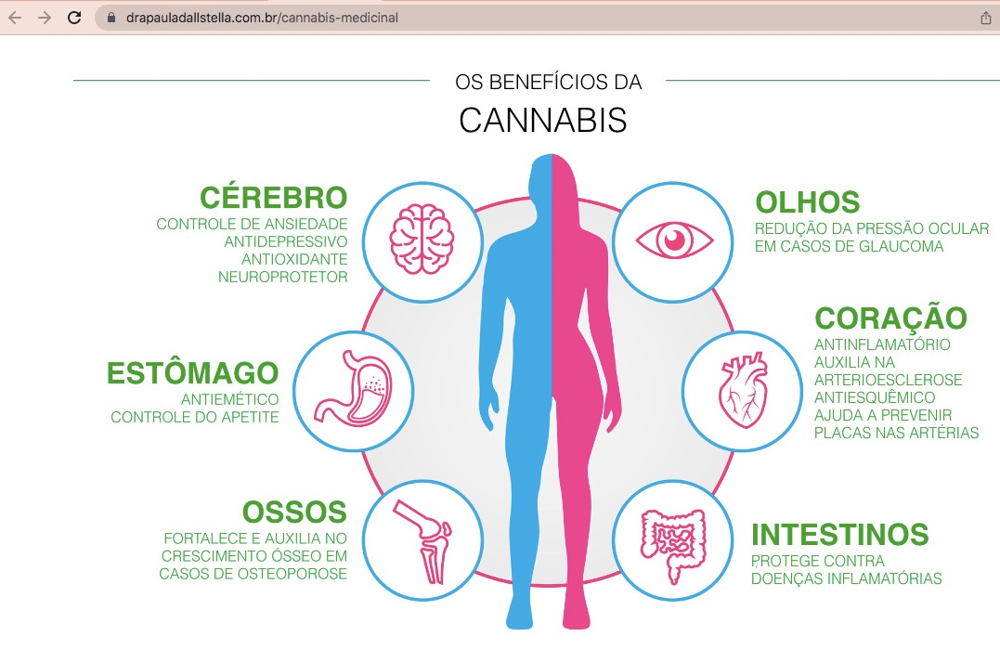 drapauladallstella.com.br/cannabis-medicinal
OS BENEFÍCIOS DA
CANNABIS
CÉREBRO
CONTROLE DE ANSIEDADE
ANTIDEPRESSIVO
ANTIOXIDANTE
NEUROPROTETOR
OLHOS
REDUÇÃO DA PRESSÃO OCULAR
EM CASOS DE GLAUCOMA
ESTÔMAGO
ANTIEMÉTICO
CONTROLE DO APETITE
CORAÇÃO
ANTINFLAMATÓRIO
AUXILIA NA
ARTERIOESCLEROSE
ANTIESQUÊMICO
AJUDA A PREVENIR
PLACAS NAS ARTÉRIAS
OSSOS
FORTALECE E AUXILIA NO
CRESCIMENTO ÓSSEO EM
CASOS DE OSTEOPOROSE
INTESTINOS
PROTEGE CONTRA
DOENÇAS INFLAMATÓRIAS